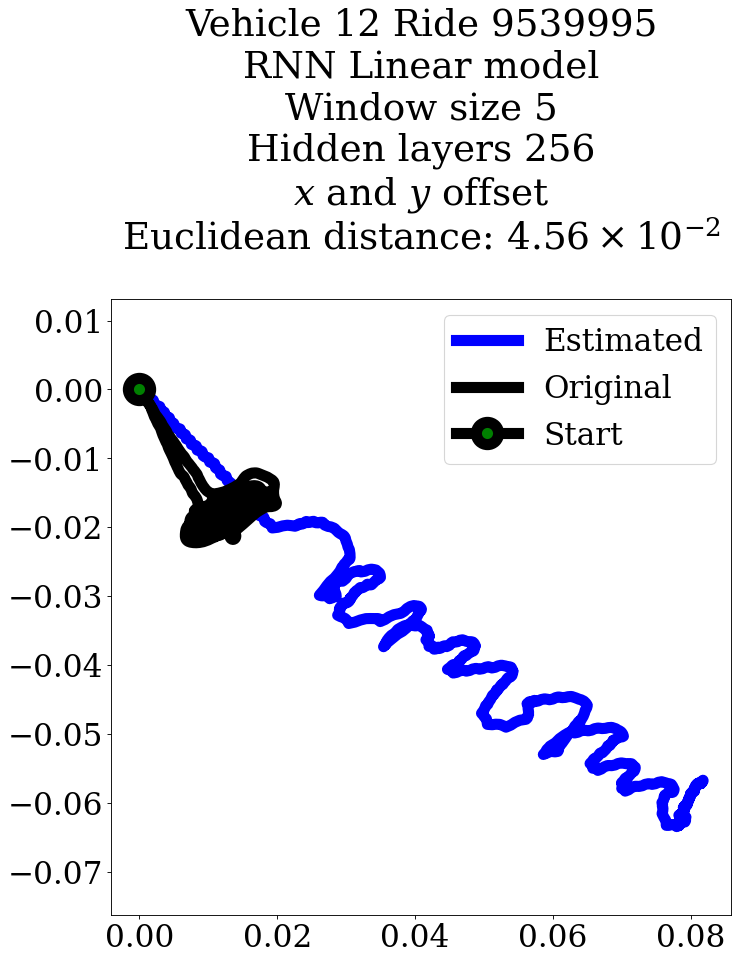 Vehicle 12 Ride 9539995
RNN Linear model
Window size 5
Hidden layers 256
x and y offset
Euclidean distance: 4.56 × 10⁻²
Estimated
Original
Start
0.01
0.00
−0.01
−0.02
−0.03
−0.04
−0.05
−0.06
−0.07
0.00 0.02 0.04 0.06 0.08